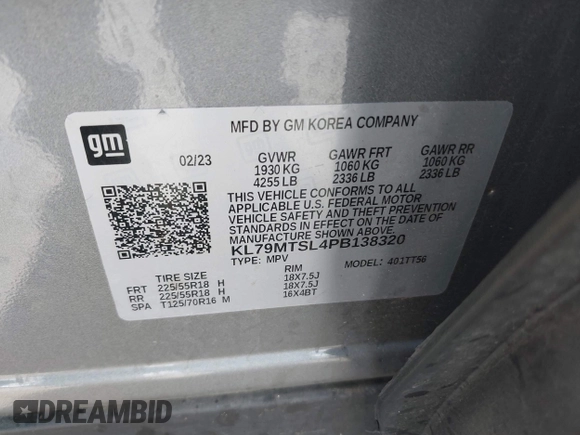 gm
MFD BY GM KOREA COMPANY
02/23 GVWR GAWR FRT GAWR RR
1930 KG 1060 KG 1060 KG
4255 LB 2336 LB 2336 LB
THIS VEHICLE CONFORMS TO ALL
APPLICABLE U.S. FEDERAL MOTOR
VEHICLE SAFETY AND THEFT PREVENTION
STANDARDS IN EFFECT ON THE DATE OF
MANUFACTURE SHOWN ABOVE.
KL79MTSL4PB138320
TYPE: MPV MODEL: 401TT56
TIRE SIZE RIM
FRT 225/55R18 H 18X7.5J
RR 225/55R18 H 18X7.5J
SPA T125/70R16 M 16X4BT
DREAMBID